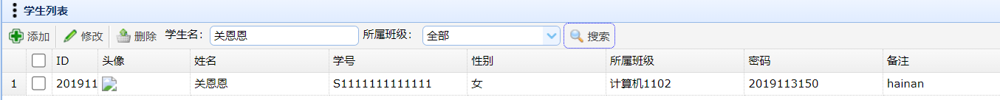 学生列表
添加 修改 删除 学生名： 关恩恩 所属班级： 全部 搜索
ID 头像 姓名 学号 性别 所属班级 密码 备注
1 201911 关恩恩 S1111111111111 女 计算机1102 2019113150 hainan